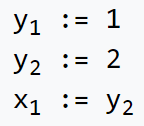 y₁ := 1
y₂ := 2
x₁ := y₂